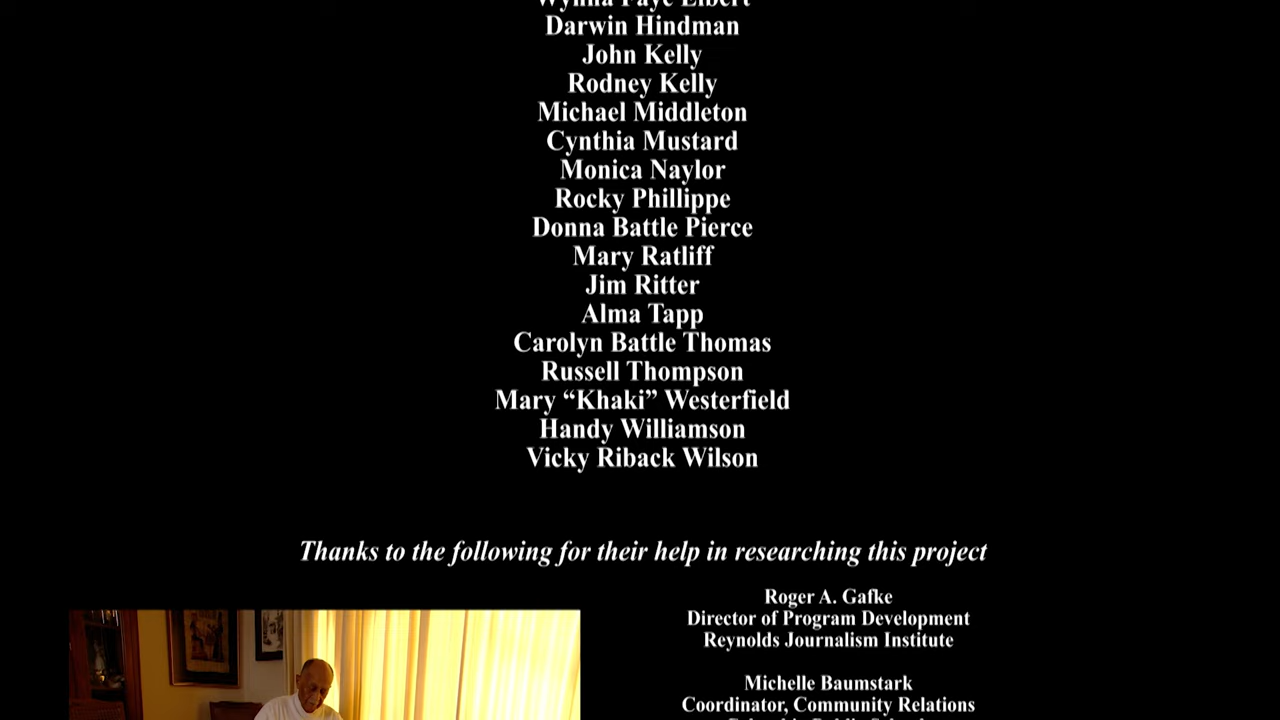 Wynna Faye Elbert
Darwin Hindman
John Kelly
Rodney Kelly
Michael Middleton
Cynthia Mustard
Monica Naylor
Rocky Phillippe
Donna Battle Pierce
Mary Ratliff
Jim Ritter
Alma Tapp
Carolyn Battle Thomas
Russell Thompson
Mary “Khaki” Westerfield
Handy Williamson
Vicky Riback Wilson
Thanks to the following for their help in researching this project
Roger A. Gafke
Director of Program Development
Reynolds Journalism Institute
Michelle Baumstark
Coordinator, Community Relations